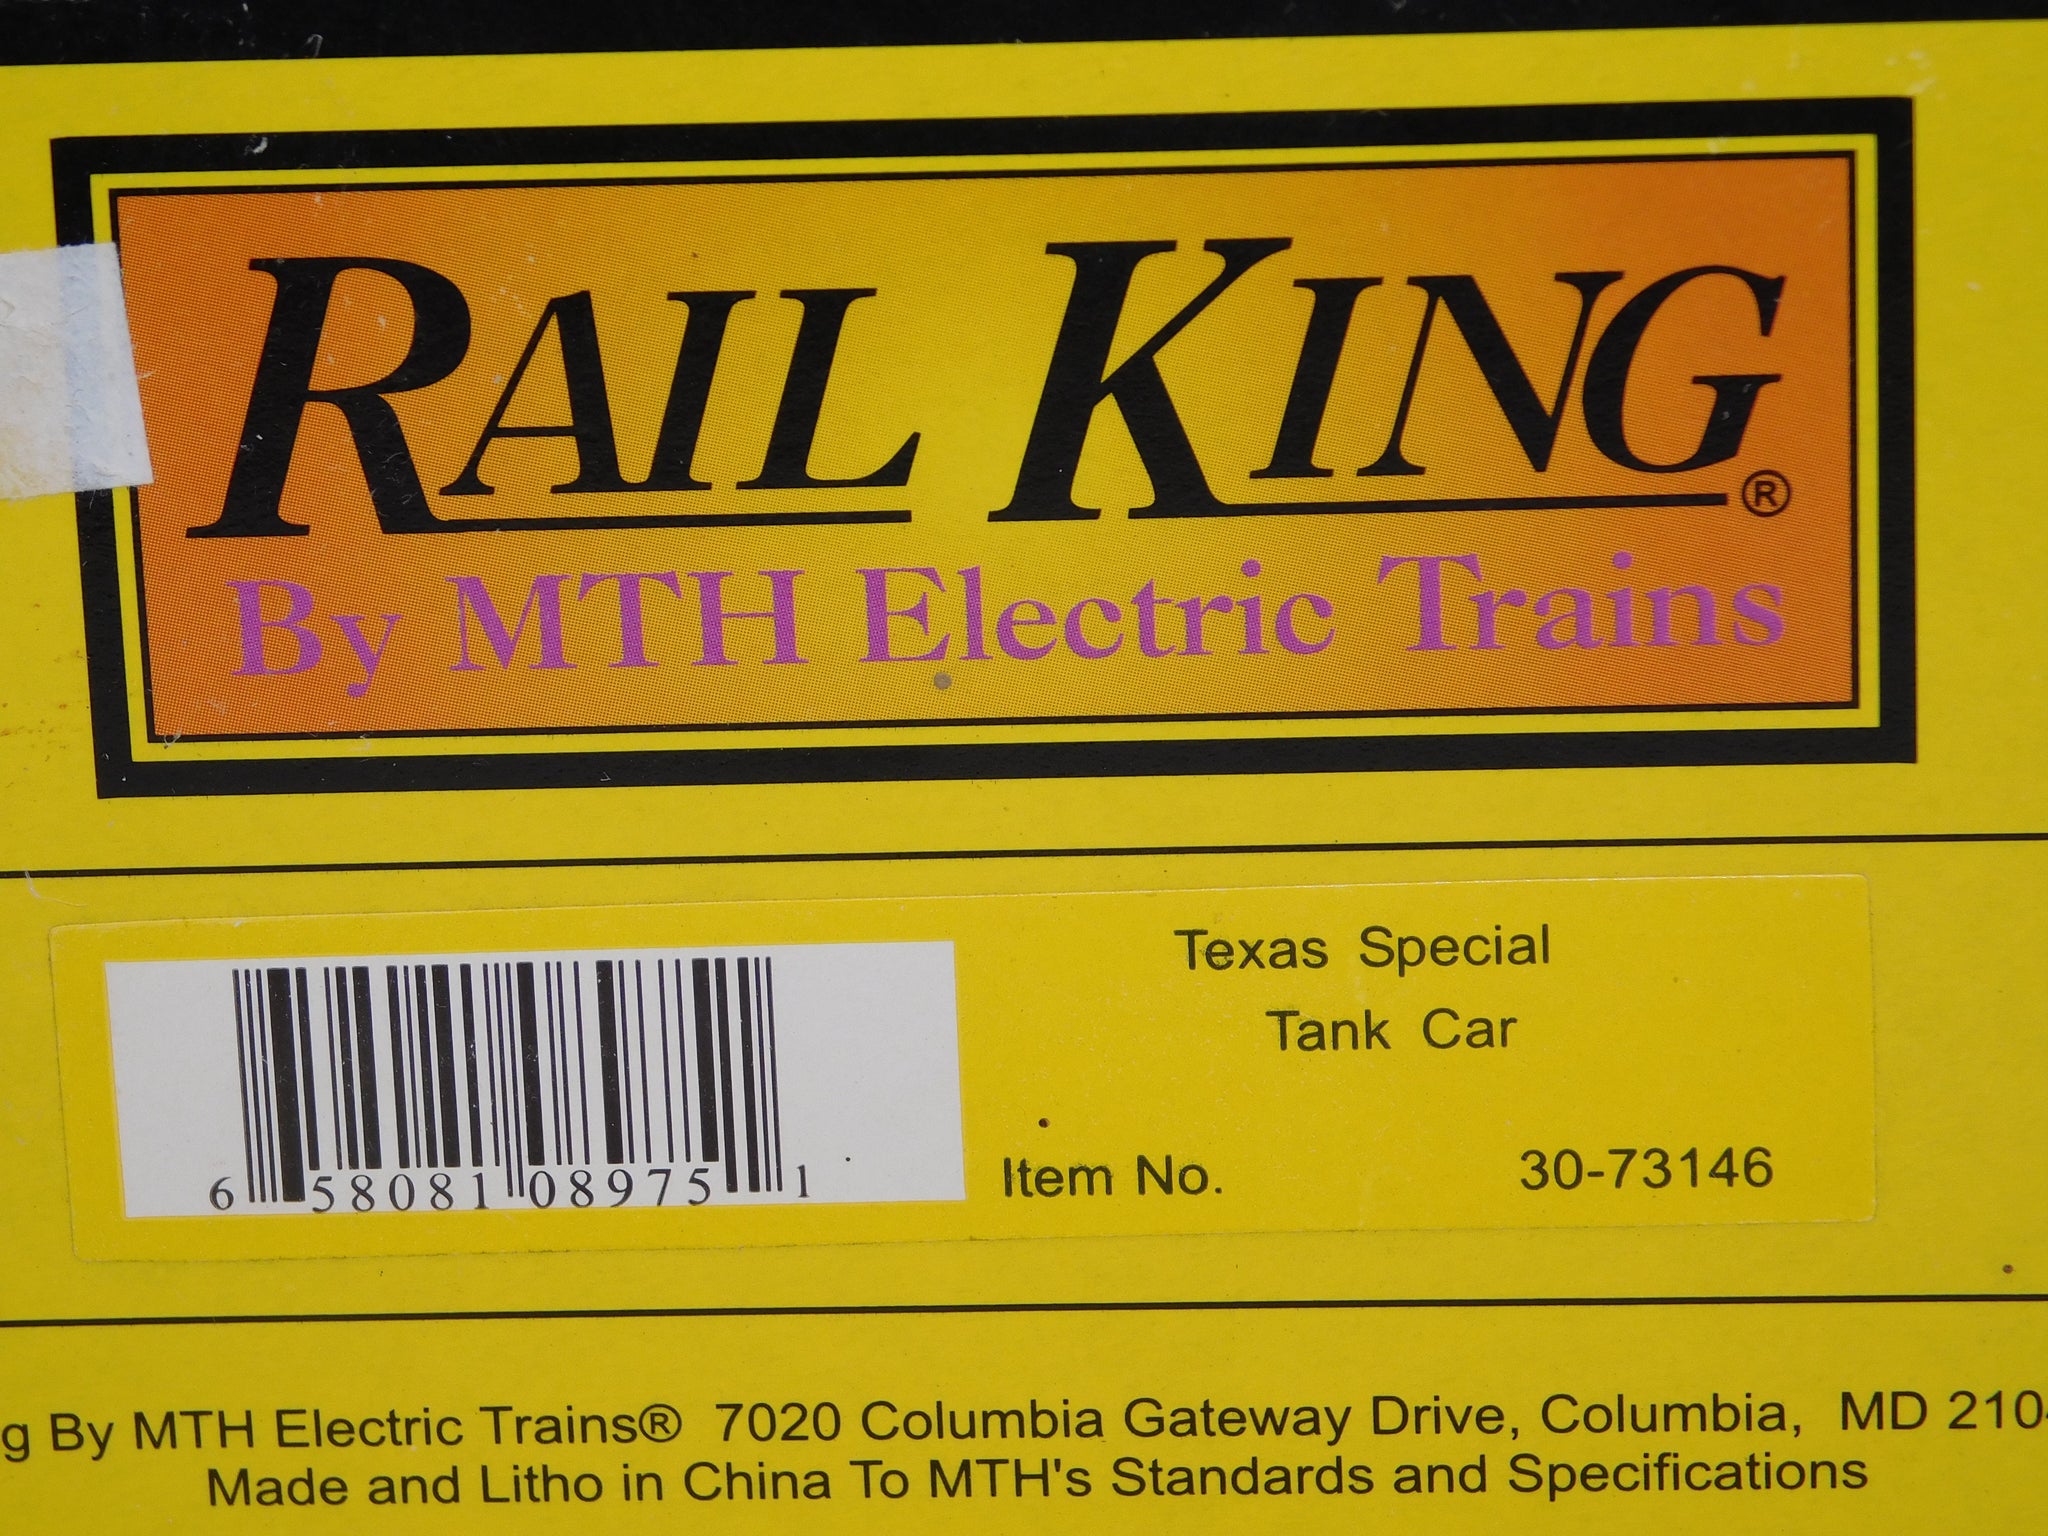 RAIL KING®
By MTH Electric Trains
Texas Special
Tank Car
6 58081 08975 1
Item No. 30-73146
g By MTH Electric Trains® 7020 Columbia Gateway Drive, Columbia, MD 210
Made and Litho in China To MTH's Standards and Specifications